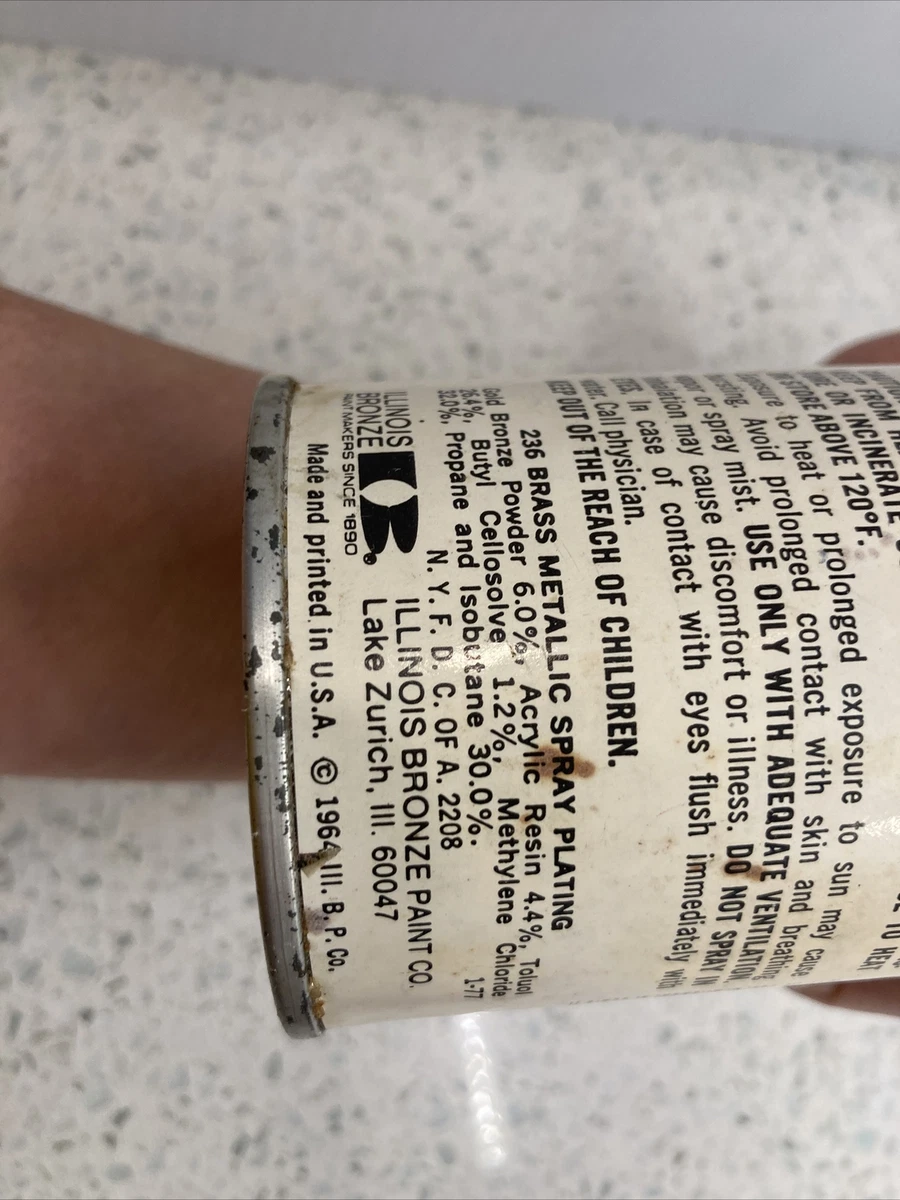 OR INCINERATE
STORE ABOVE 120°F.
to heat or prolonged exposure to sun may cause
Avoid prolonged contact with skin and breathing
spray mist. USE ONLY WITH ADEQUATE VENTILATION.
or spray may cause discomfort or illness. DO NOT SPRAY IN
In case of contact with eyes flush immediately with
Call physician.
KEEP OUT OF THE REACH OF CHILDREN.
236 BRASS METALLIC SPRAY PLATING
Gold Bronze Powder 6.0%, Acrylic Resin 4.4%, Toluol
Butyl Cellosolve 1.2%, Methylene Chloride
32.0%, Propane and Isobutane 30.0%.
1-77
N. Y. F. D. C. OF A. 2208
ILLINOIS
BRONZE
PAINT MAKERS SINCE 1890
®
ILLINOIS BRONZE PAINT CO.
Lake Zurich, Ill. 60047
Made and printed in U.S.A. © 1964 Ill. B. P. Co.